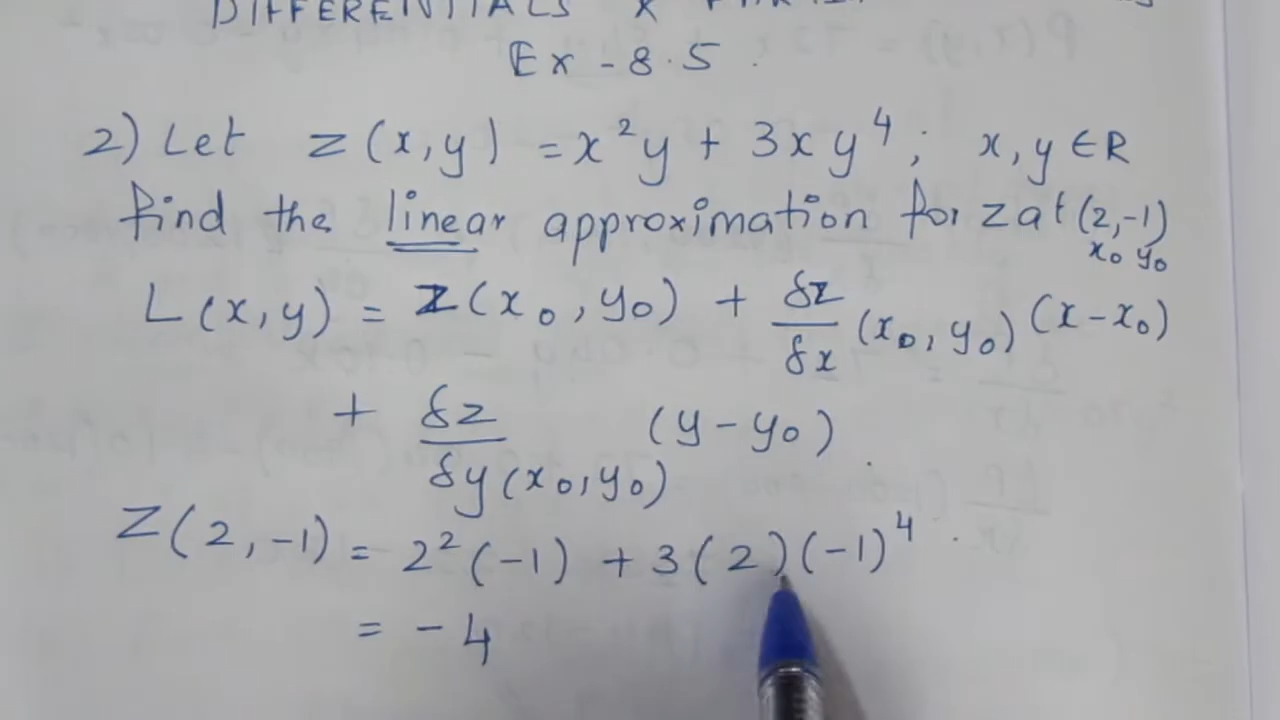 DIFFERENTIALS
Ex - 8.5
2) Let z(x,y) = x²y + 3xy⁴; x,y ∈ R
find the linear approximation for z at (2,-1)
x₀ y₀
L(x,y) = z(x₀,y₀) + δz/δx (x₀,y₀) (x-x₀)
+ δz/δy (x₀,y₀) (y-y₀)
z(2,-1) = 2²(-1) + 3(2)(-1)⁴
= -4